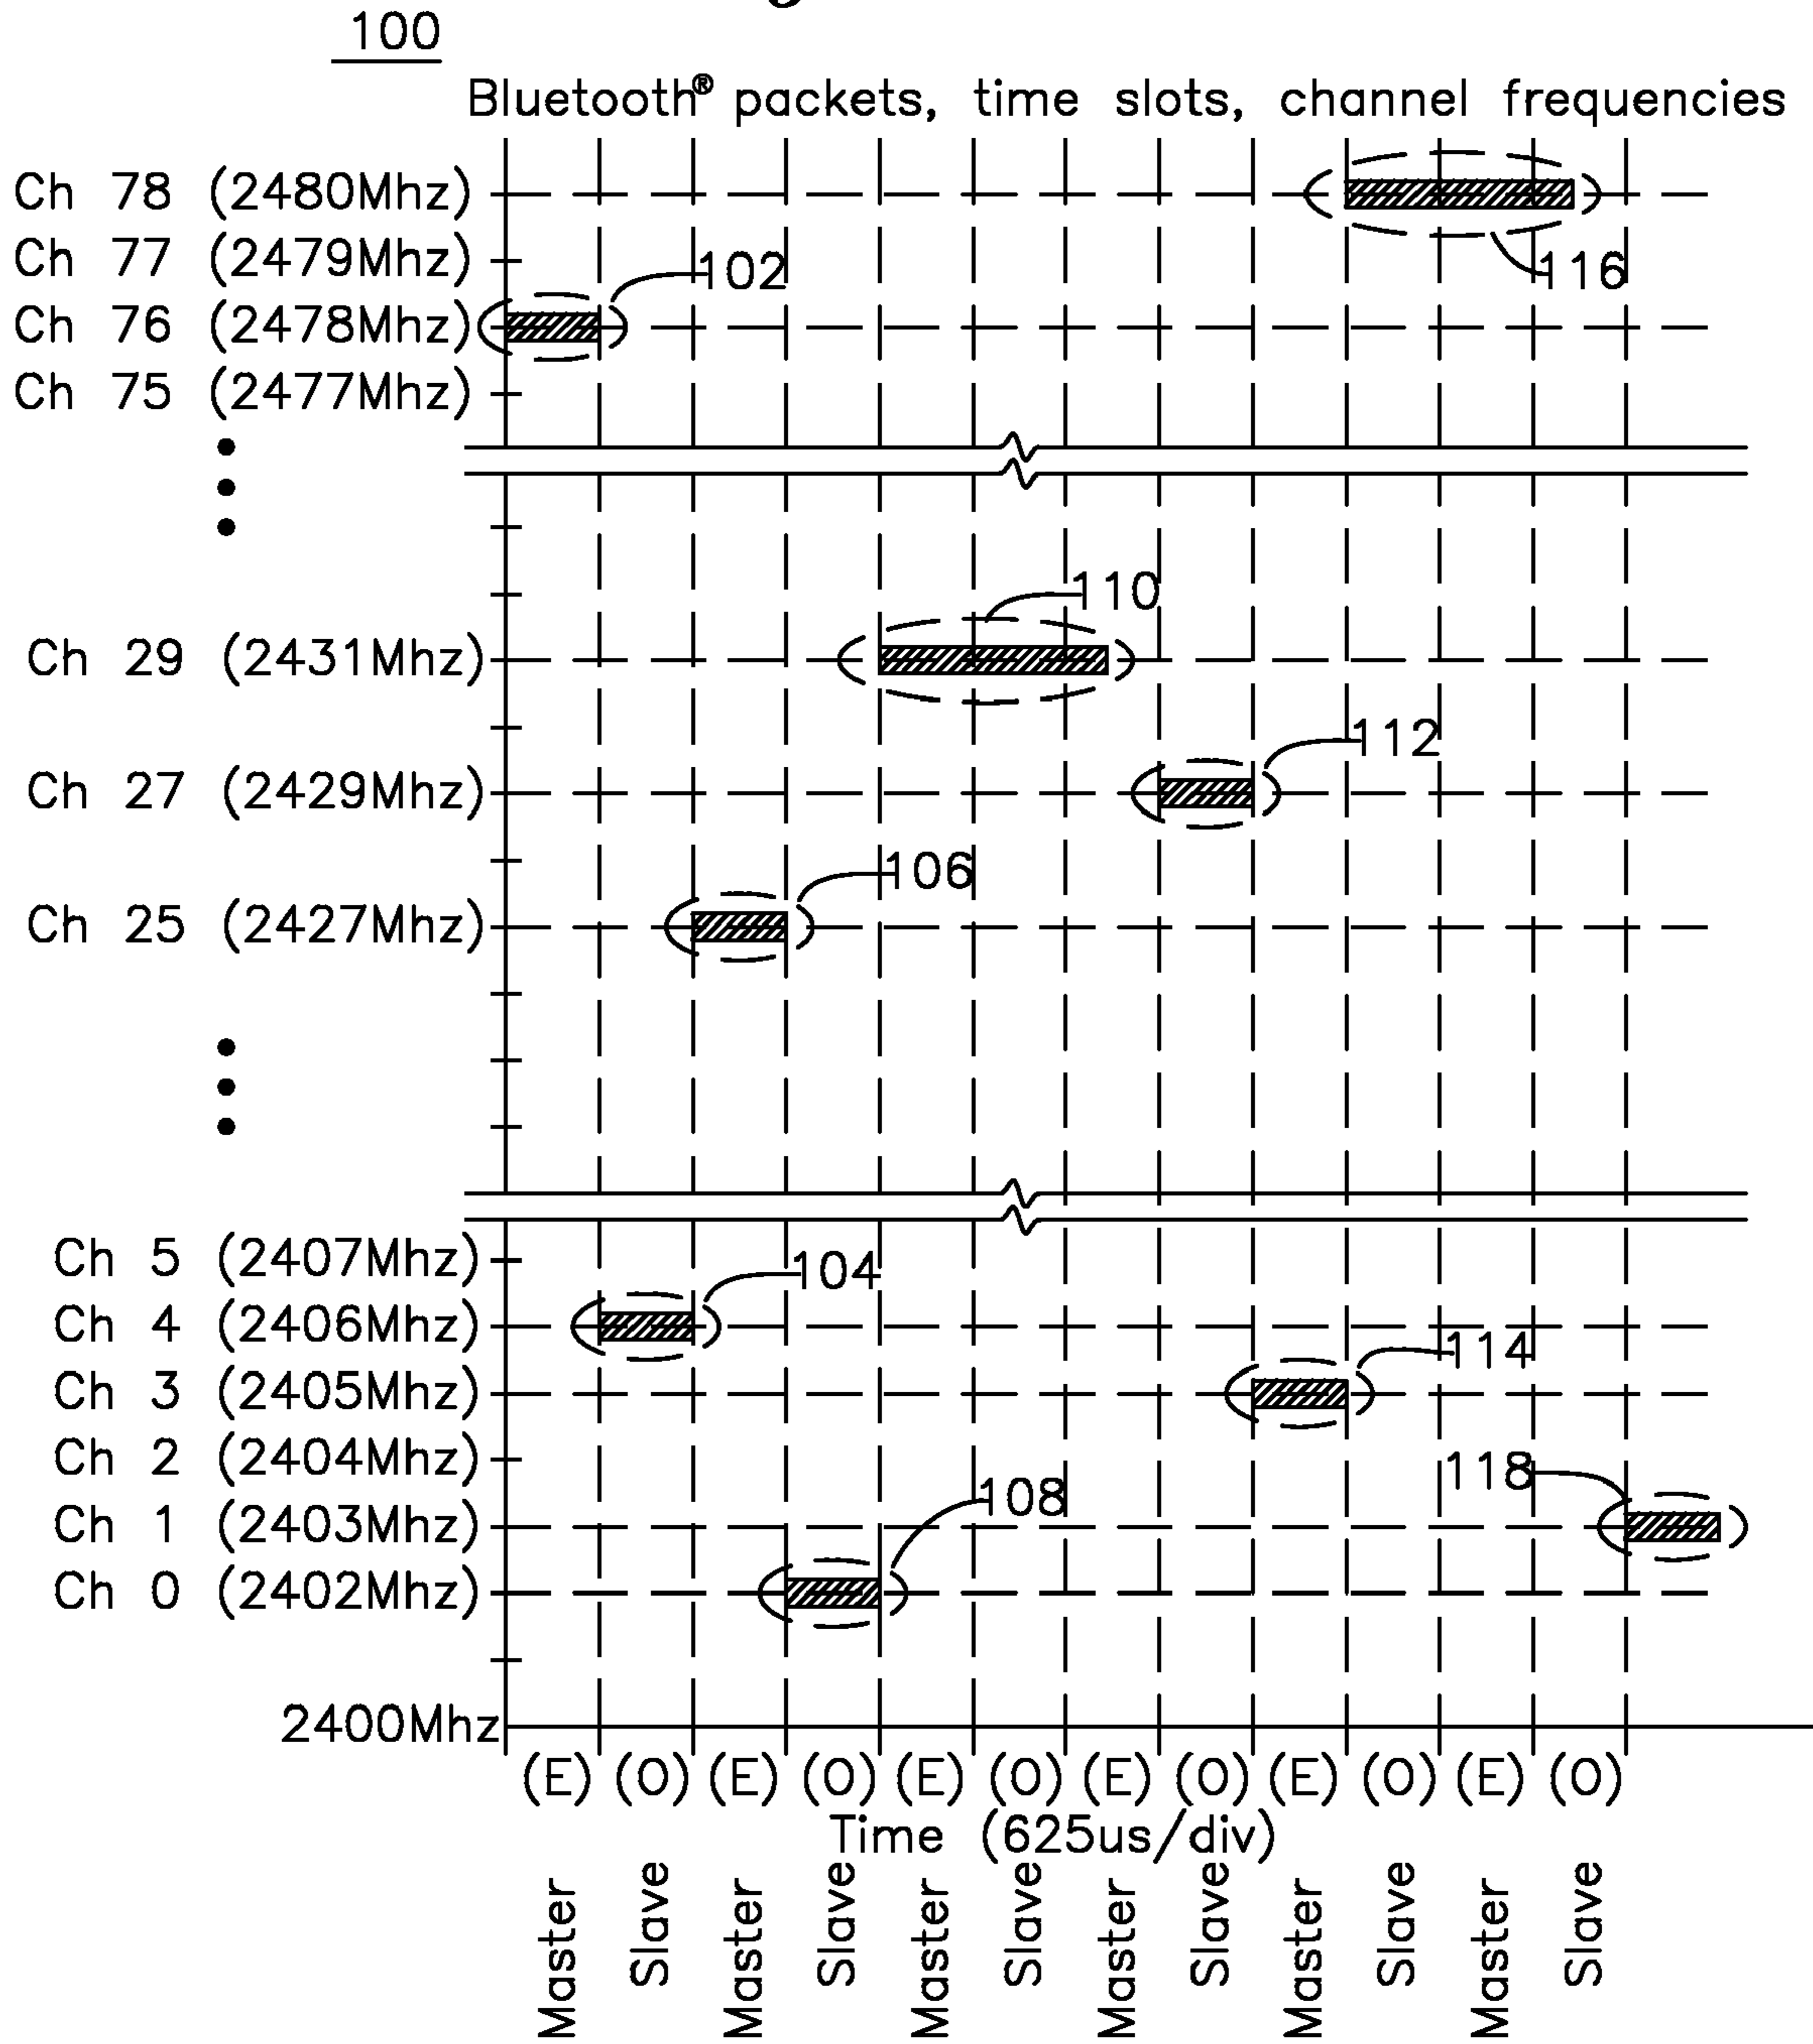 100
Bluetooth® packets, time slots, channel frequencies
Ch 78 (2480Mhz)
116
Ch 77 (2479Mhz)
102
Ch 76 (2478Mhz)
Ch 75 (2477Mhz)
110
Ch 29 (2431Mhz)
112
Ch 27 (2429Mhz)
106
Ch 25 (2427Mhz)
Ch 5 (2407Mhz)
104
Ch 4 (2406Mhz)
114
Ch 3 (2405Mhz)
Ch 2 (2404Mhz)
118
108
Ch 1 (2403Mhz)
Ch 0 (2402Mhz)
2400Mhz
(E) (O) (E) (O) (E) (O) (E) (O) (E) (O) (E) (O)
Time (625us/div)
Master
Slave
Master
Slave
Master
Slave
Master
Slave
Master
Slave
Master
Slave